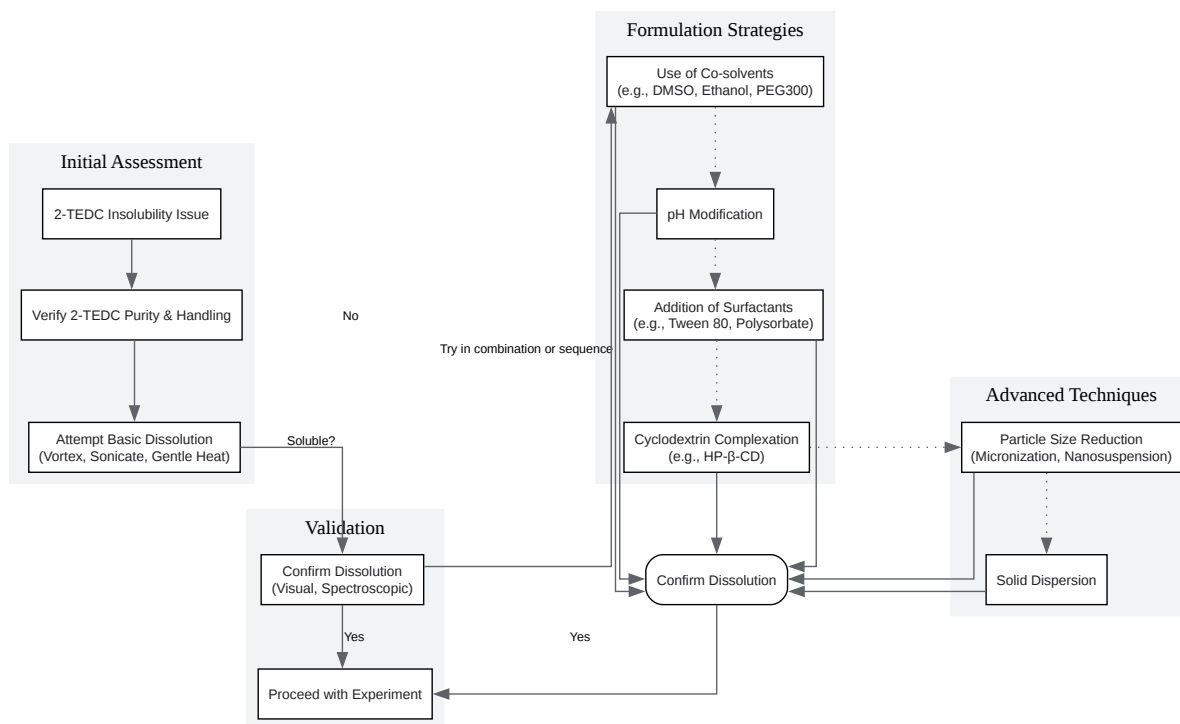 Formulation Strategies
Use of Co-solvents
(e.g., DMSO, Ethanol, PEG300)
Initial Assessment
2-TEDC Insolubility Issue
pH Modification
Verify 2-TEDC Purity & Handling
No
Addition of Surfactants
(e.g., Tween 80, Polysorbate)
Try in combination or sequence
Advanced Techniques
Attempt Basic Dissolution
(Vortex, Sonicate, Gentle Heat)
Soluble?
Cyclodextrin Complexation
(e.g., HP-β-CD)
Particle Size Reduction
(Micronization, Nanosuspension)
Validation
Confirm Dissolution
(Visual, Spectroscopic)
Confirm Dissolution
Solid Dispersion
Yes
Yes
Proceed with Experiment